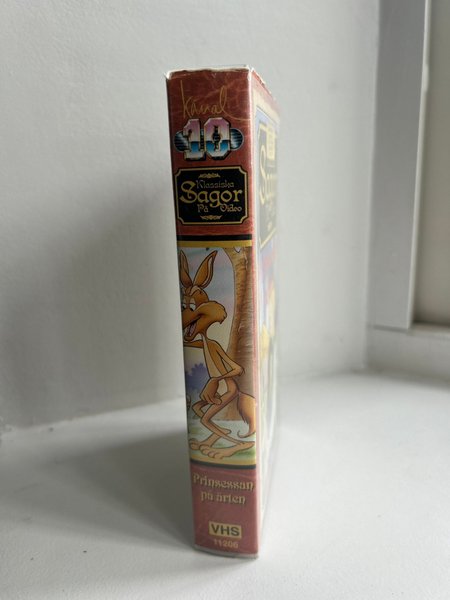 Kanal
10
Klassiska
Sagor
På Video
Prinsessan
på ärten
VHS
11206